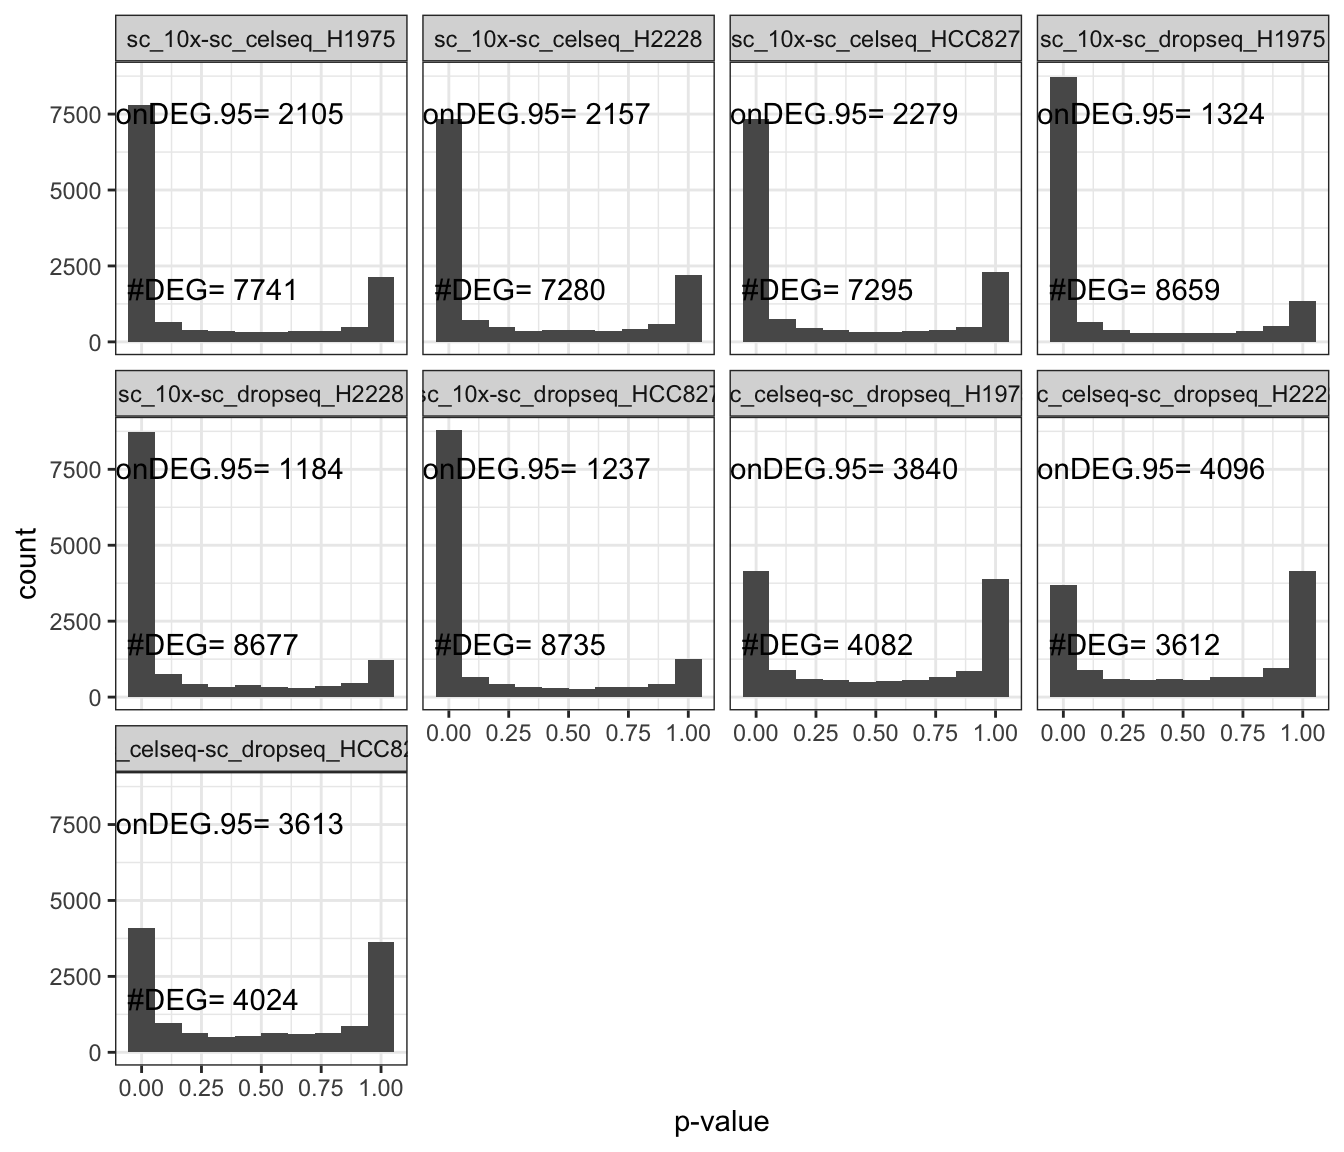 sc_10x-sc_celseq_H1975
sc_10x-sc_celseq_H2228
sc_10x-sc_celseq_HCC827
sc_10x-sc_dropseq_H1975
7500
5000
2500
0
onDEG.95= 2105
#DEG= 7741
onDEG.95= 2157
#DEG= 7280
onDEG.95= 2279
#DEG= 7295
onDEG.95= 1324
#DEG= 8659
sc_10x-sc_dropseq_H2228
sc_10x-sc_dropseq_HCC827
c_celseq-sc_dropseq_H197
c_celseq-sc_dropseq_H222
count
7500
5000
2500
0
onDEG.95= 1184
#DEG= 8677
onDEG.95= 1237
#DEG= 8735
onDEG.95= 3840
#DEG= 4082
onDEG.95= 4096
#DEG= 3612
0.00 0.25 0.50 0.75 1.00
0.00 0.25 0.50 0.75 1.00
0.00 0.25 0.50 0.75 1.00
_celseq-sc_dropseq_HCC82
7500
5000
2500
0
onDEG.95= 3613
#DEG= 4024
0.00 0.25 0.50 0.75 1.00
p-value